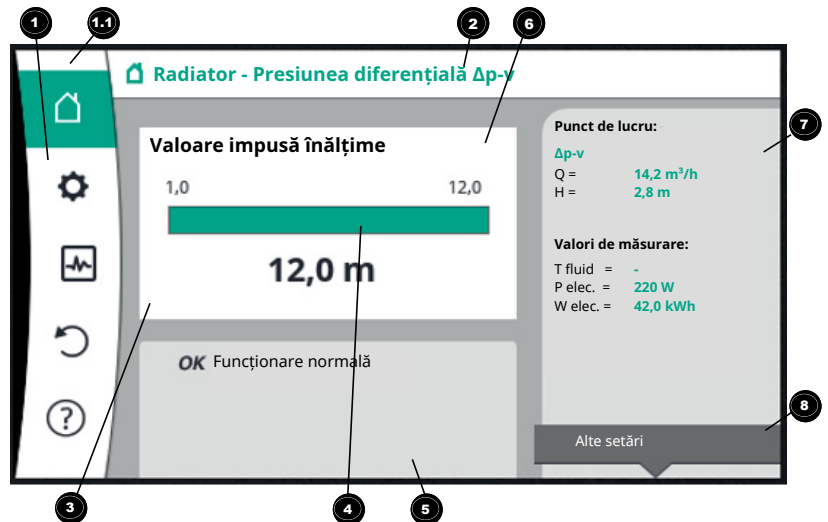 1
1.1
2
6
Radiator - Presiunea diferențială Δp-v
7
Valoare impusă înălțime
1,0 12,0
12,0 m
OK Funcționare normală
Punct de lucru:
Δp-v
Q = 14,2 m³/h
H = 2,8 m
Valori de măsurare:
T fluid = -
P elec. = 220 W
W elec. = 42,0 kWh
?
8
Alte setări
3
4
5